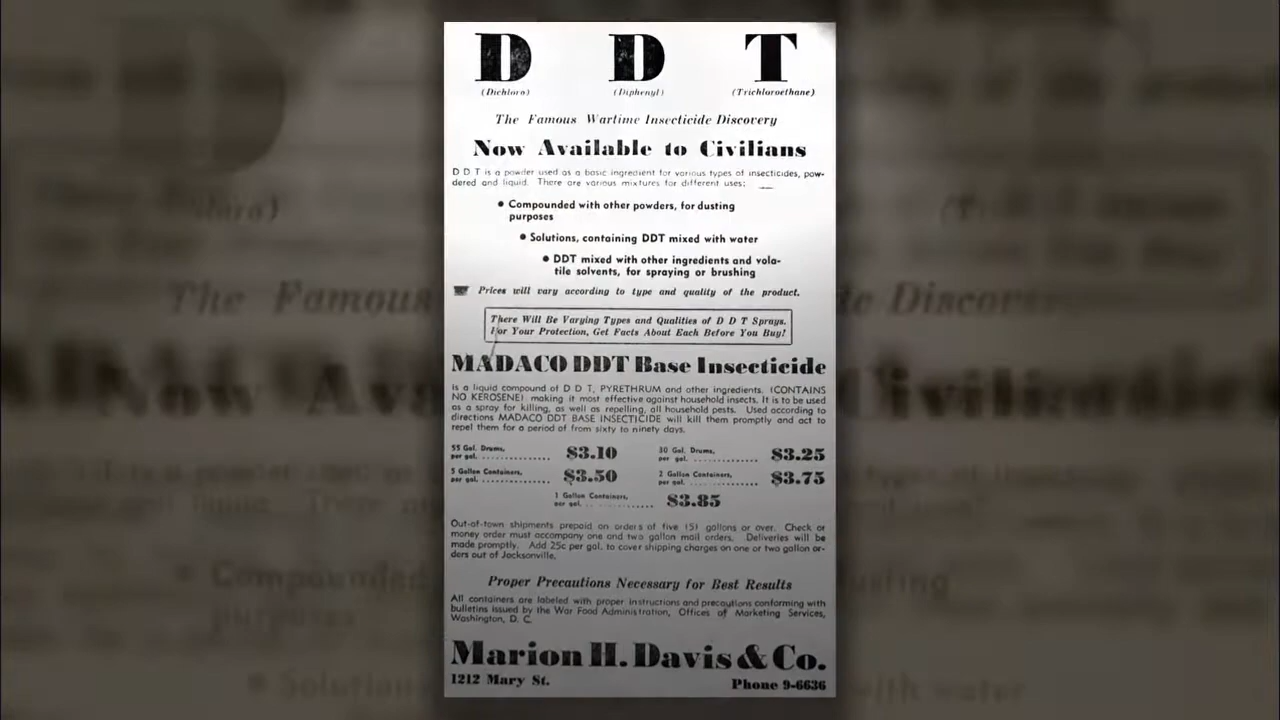 D D T
(Dichloro) (Diphenyl) (Trichloroethane)
The Famous Wartime Insecticide Discovery
Now Available to Civilians
D D T is a powder used as a basic ingredient for various types of insecticides, pow-
dered and liquid. There are various mixtures for different uses:
• Compounded with other powders, for dusting
purposes
• Solutions, containing DDT mixed with water
• DDT mixed with other ingredients and vola-
tile solvents, for spraying or brushing
Prices will vary according to type and quality of the product.
There Will Be Varying Types and Qualities of D D T Sprays.
For Your Protection, Get Facts About Each Before You Buy!
MADACO DDT Base Insecticide
is a liquid compound of D D T, PYRETHRUM and other ingredients. (CONTAINS
NO KEROSENE) making it most effective against household insects. It is to be used
as a spray for killing, as well as repelling, all household pests. Used according to
directions MADACO DDT BASE INSECTICIDE will kill them promptly and act to
repel them for a period of from sixty to ninety days.
55 Gal. Drums, per gal. .............. $3.10 30 Gal. Drums, per gal. .............. $3.25
5 Gallon Containers, per gal. .............. $3.50 2 Gallon Containers, per gal. .............. $3.75
1 Gallon Containers, per gal. .............. $3.85
Out-of-town shipments prepaid on orders of five (5) gallons or over. Check or
money order must accompany one and two gallon mail orders. Deliveries will be
made promptly. Add 25c per gal. to cover shipping charges on one or two gallon or-
ders out of Jacksonville.
Proper Precautions Necessary for Best Results
All containers are labeled with proper instructions and precautions conforming with
bulletins issued by the War Food Administration, Offices of Marketing Services,
Washington, D. C.
Marion H. Davis & Co.
1212 Mary St. Phone 9-6636